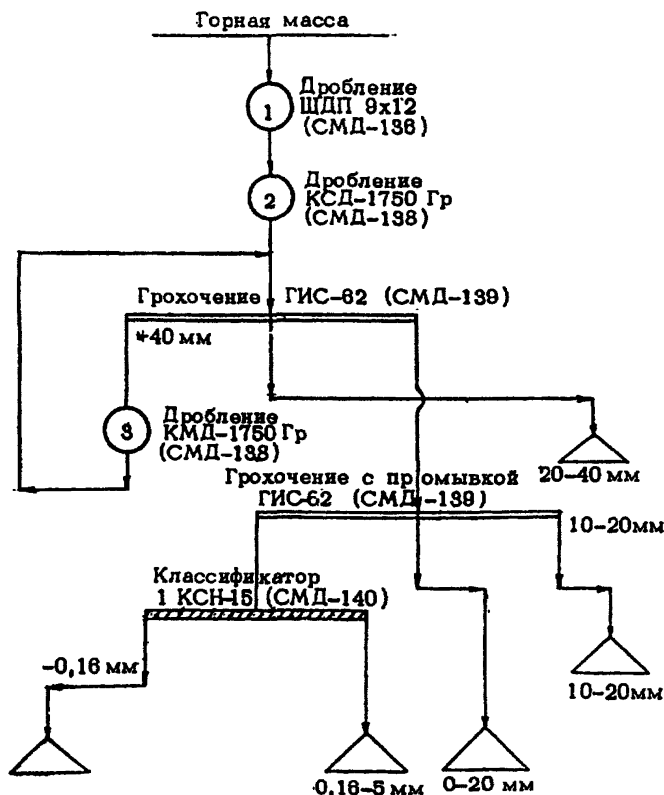 Горная масса
Дробление
1
ЩДП 9х12
(СМД-136)
Дробление
2
КСД-1750 Гр
(СМД-138)
Грохочение ГИС-62 (СМД-139)
+40 мм
Дробление
3
КМД-1750 Гр
(СМД-138)
20-40 мм
Грохочение с промывкой
ГИС-62 (СМД-139)
10-20мм
Классификатор
1 КСН-15 (СМД-140)
-0,16 мм
10-20мм
0,16-5 мм
0-20 мм